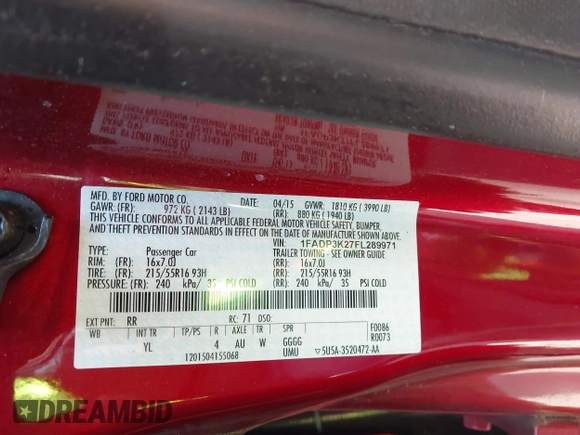 MFD. BY FORD MOTOR CO.
04/15 GVWR: 1810 KG ( 3990 LB)
GAWR: (FR): 972 KG ( 2143 LB) (RR): 880 KG ( 1940 LB)
THIS VEHICLE CONFORMS TO ALL APPLICABLE FEDERAL MOTOR VEHICLE SAFETY, BUMPER,
AND THEFT PREVENTION STANDARDS IN EFFECT ON THE DATE OF MANUFACTURE SHOWN ABOVE.
VIN: 1FADP3K27FL289971
TYPE: Passenger Car TRAILER TOWING - SEE OWNER GUIDE
RIM: (FR): 16x7.0J (RR): 16x7.0J
TIRE: (FR): 215/55R16 93H (RR): 215/55R16 93H
PRESSURE: (FR): 240 kPa/ 35 PSI COLD (RR): 240 kPa/ 35 PSI COLD
EXT PNT: RR RC: 71 DSO: F0086
WB INT TR TP/PS R AXLE TR SPR R0073
YL 4 AU W GGGG
1201504155068 UMU 5U5A-3520472-AA
DREAMBID